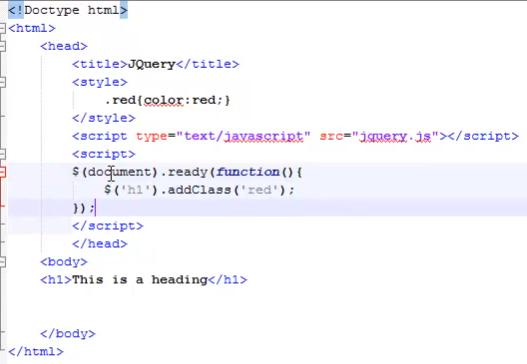 <!Doctype html>
<html>
<head>
<title>JQuery</title>
<style>
.red{color:red;}
</style>
<script type="text/javascript" src="jquery.js"></script>
<script>
$(document).ready(function(){
$('h1').addClass('red');
});
</script>
</head>
<body>
<h1>This is a heading</h1>
</body>
</html>